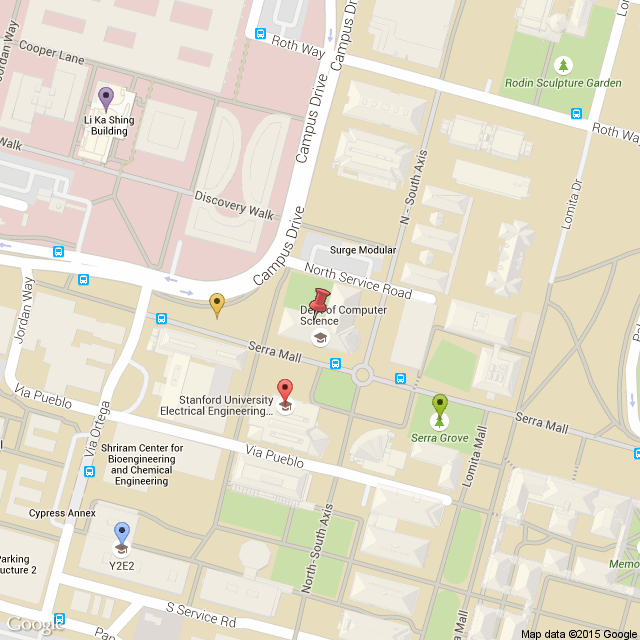 Jordan Way
Cooper Lane
Roth Way
Campus Drive
Campus Drive
Rodin Sculpture Garden
Li Ka Shing
Building
Roth Way
Walk
Discovery Walk
Campus Drive
N - South Axis
Lomita Dr
Surge Modular
North Service Road
Jordan Way
Dept of Computer
Science
Serra Mall
Via Pueblo
Stanford University
Electrical Engineering...
Via Ortega
Serra Mall
Serra Grove
Lomita Mall
Shriram Center for
Bioengineering
and Chemical
Engineering
Via Pueblo
Cypress Annex
North-South Axis
Y2E2
Parking
ucture 2
Memo
S Service Rd
Pan
a Mall
Google
Map data ©2015 Google